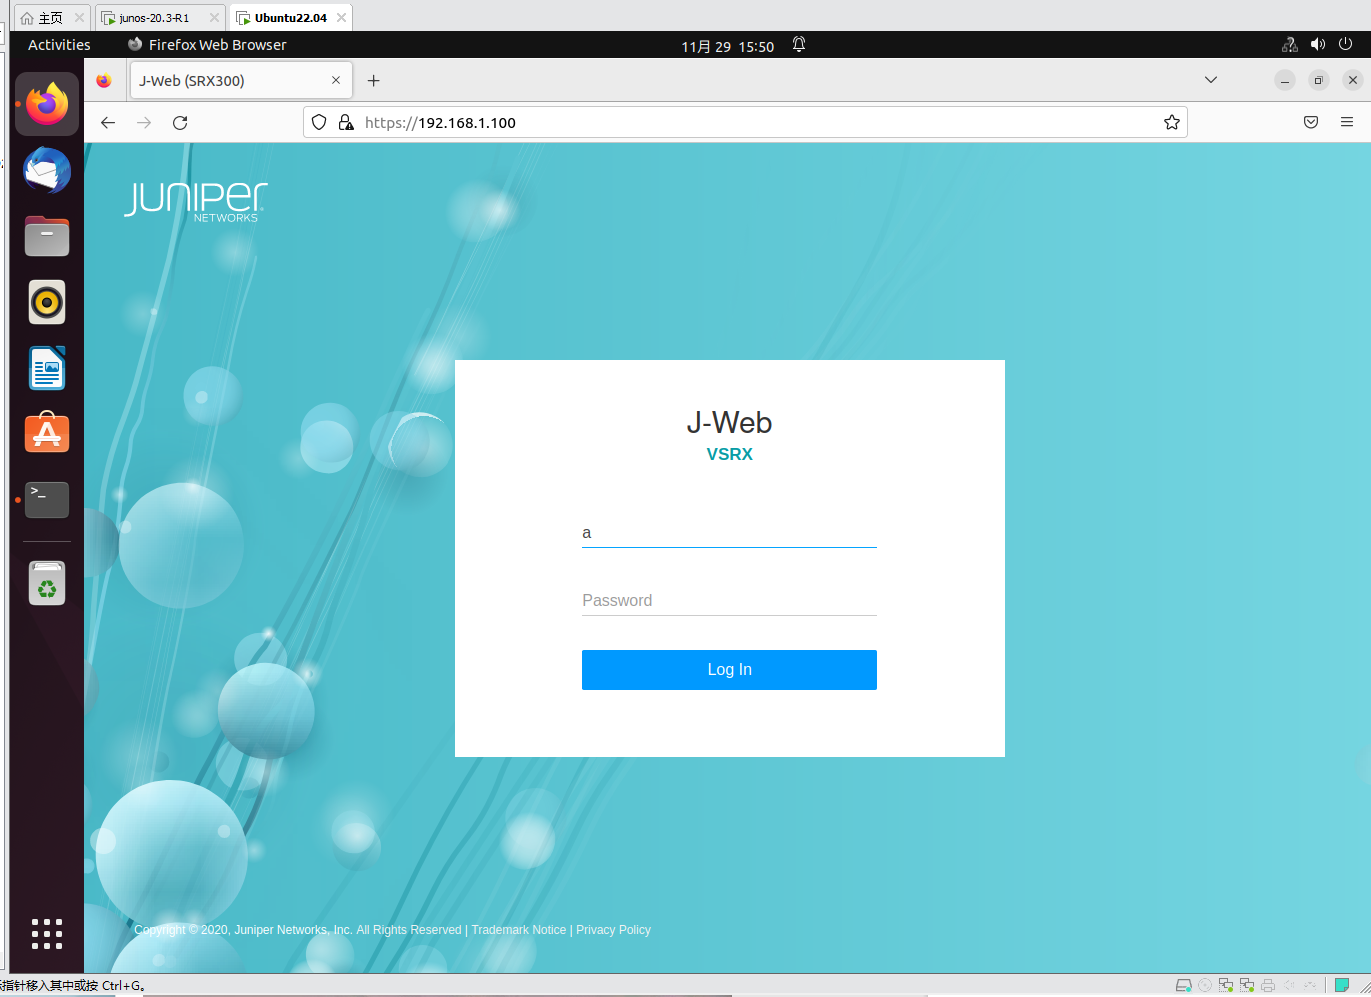 主页
junos-20.3-R1
Ubuntu22.04
Activities
Firefox Web Browser
11月 29 15:50
J-Web (SRX300)
https://192.168.1.100
JUNIPEr
NETWORKS
J-Web
VSRX
a
Password
Log In
Copyright © 2020, Juniper Networks, Inc. All Rights Reserved | Trademark Notice | Privacy Policy
指针移入其中或按 Ctrl+G。